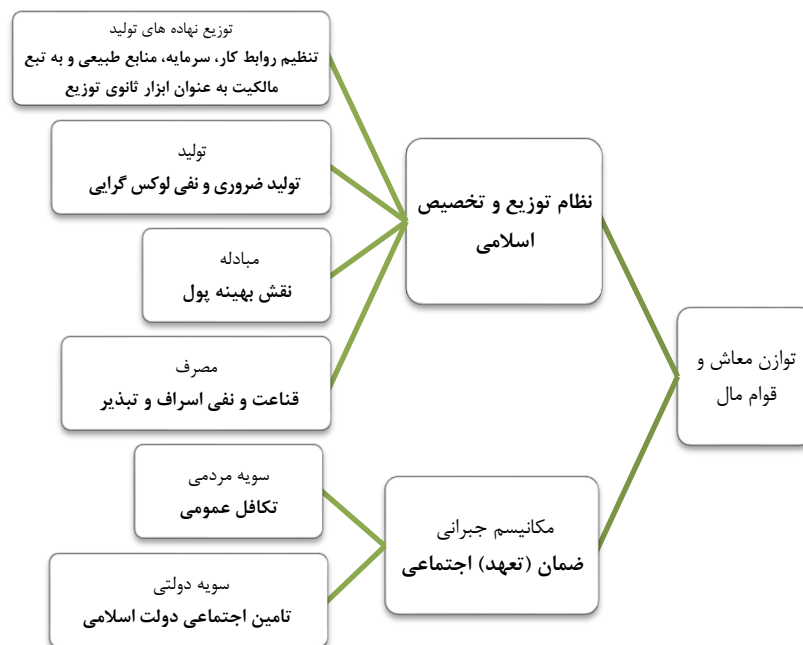 توازن معاش و
قوام مال
نظام توزیع و تخصیص
اسلامی
توزیع نهاده های تولید
تنظیم روابط کار، سرمایه، منابع طبیعی و به تبع
مالکیت به عنوان ابزار ثانوی توزیع
تولید
تولید ضروری و نفی لوکس گرایی
مبادله
نقش بهینه پول
مصرف
قناعت و نفی اسراف و تبذیر
مکانیسم جبرانی
ضمان (تعهد) اجتماعی
سویه مردمی
تکافل عمومی
سویه دولتی
تامین اجتماعی دولت اسلامی